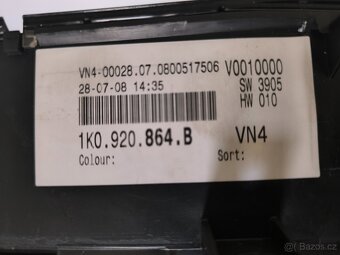 VN4-00028.07.0800517506 V0010000
28-07-08 14:35 SW 3905
HW 010
1K0.920.864.B VN4
Colour: Sort:
bazoš.cz